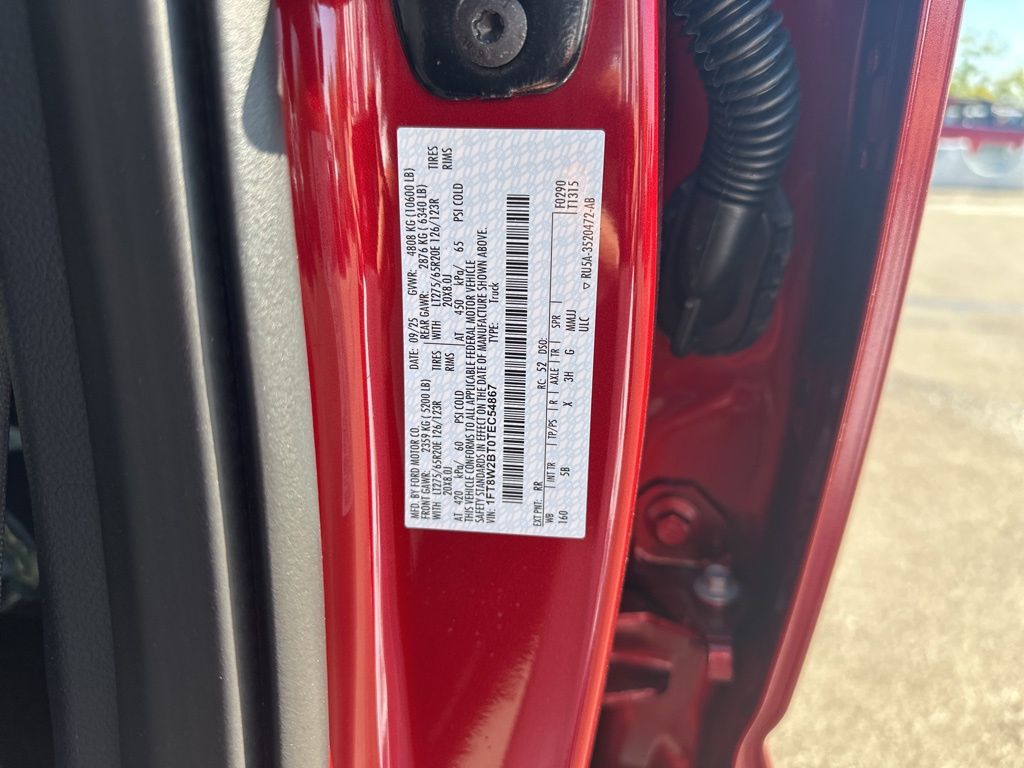 MFD. BY FORD MOTOR CO. DATE: 09/25 GVWR: 4808 KG (10600 LB)
FRONT GAWR: 2359 KG ( 5200 LB) REAR GAWR: 2876 KG ( 6340 LB)
WITH LT275/65R20E 126/123R TIRES WITH LT275/65R20E 126/123R TIRES
20X8.0J RIMS 20X8.0J RIMS
AT 420 kPa/ 60 PSI COLD AT 450 kPa/ 65 PSI COLD
THIS VEHICLE CONFORMS TO ALL APPLICABLE FEDERAL MOTOR VEHICLE
SAFETY STANDARDS IN EFFECT ON THE DATE OF MANUFACTURE SHOWN ABOVE.
VIN: 1FT8W2BT0TEC54867 TYPE: Truck
EXT PNT: RR RC: 52 DSO: F0290
WB INT TR TP/PS R AXLE TR SPR T1315
160 5B X 3H G MMUJ
ULC ▽ RU5A-3520472-AB